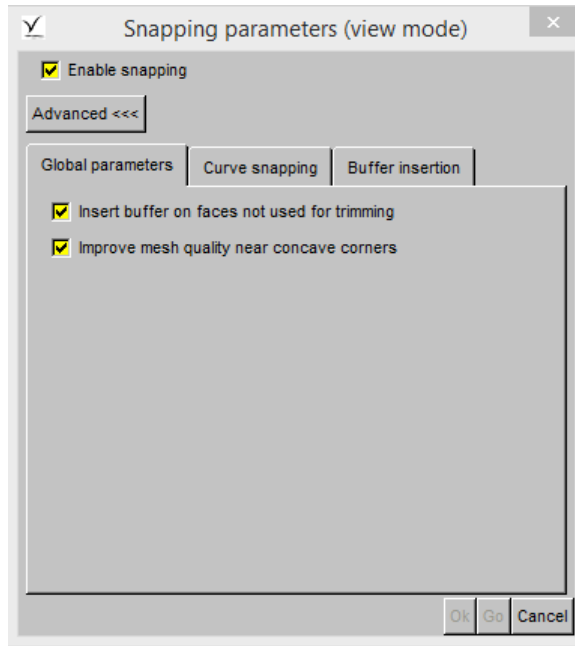 Snapping parameters (view mode)
Enable snapping
Advanced <<<
Global parameters Curve snapping Buffer insertion
Insert buffer on faces not used for trimming
Improve mesh quality near concave corners
Ok Go Cancel